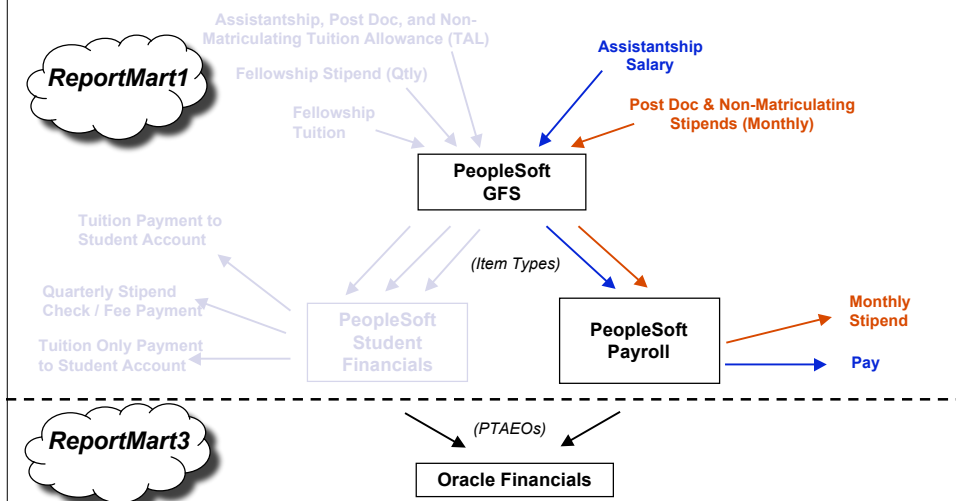 Assistantship, Post Doc, and Non-
Matriculating Tuition Allowance (TAL)
ReportMart1
Fellowship Stipend (Qtly)
Fellowship
Tuition
Assistantship
Salary
Post Doc & Non-Matriculating
Stipends (Monthly)
PeopleSoft
GFS
Tuition Payment to
Student Account
(Item Types)
Quarterly Stipend
Check / Fee Payment
Tuition Only Payment
to Student Account
PeopleSoft
Student
Financials
PeopleSoft
Payroll
Monthly
Stipend
Pay
ReportMart3
(PTAEOs)
Oracle Financials